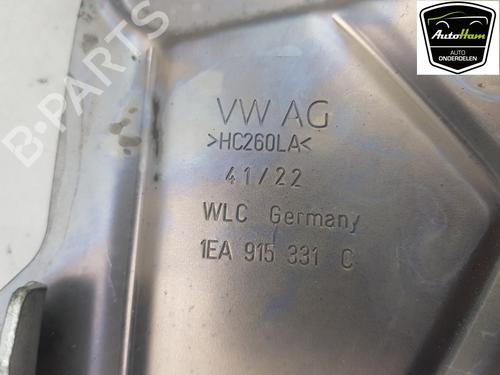 AutoHam
AUTO
ONDERDELEN
B-PARTS
VW AG
>HC260LA<
41/22
WLC Germany
1EA 915 331 C